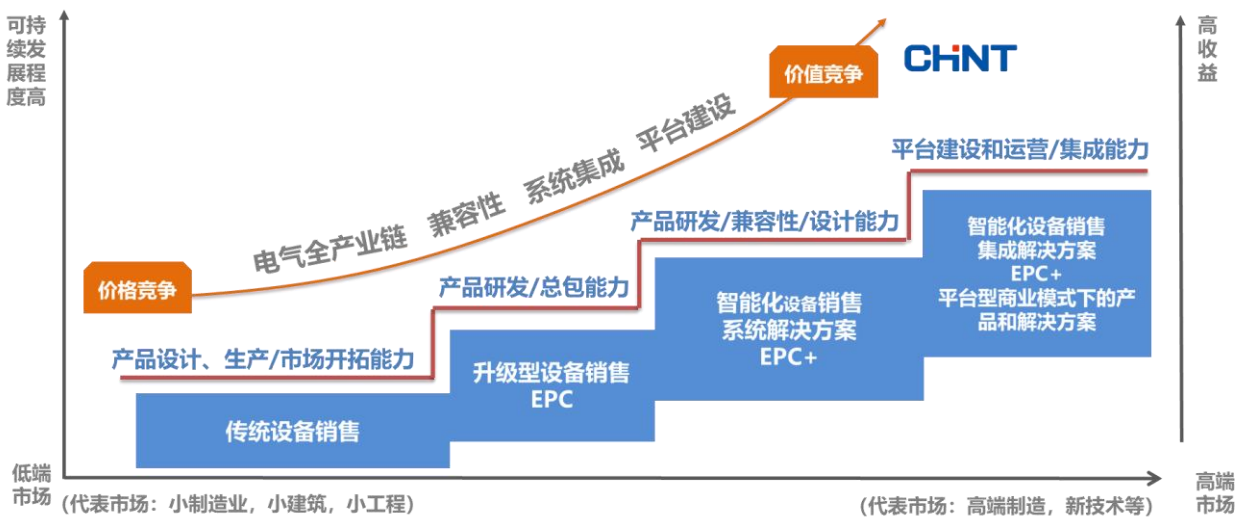 可持
续发
展程
度高
高
收
益
CHNT
价值竞争
电气全产业链 兼容性 系统集成 平台建设
价格竞争
平台建设和运营/集成能力
产品研发/兼容性/设计能力
产品研发/总包能力
产品设计、生产/市场开拓能力
传统设备销售
升级型设备销售
EPC
智能化设备销售
系统解决方案
EPC+
智能化设备销售
集成解决方案
EPC+
平台型商业模式下的产
品和解决方案
低端
市场
(代表市场：小制造业，小建筑，小工程)
(代表市场：高端制造，新技术等)
高端
市场